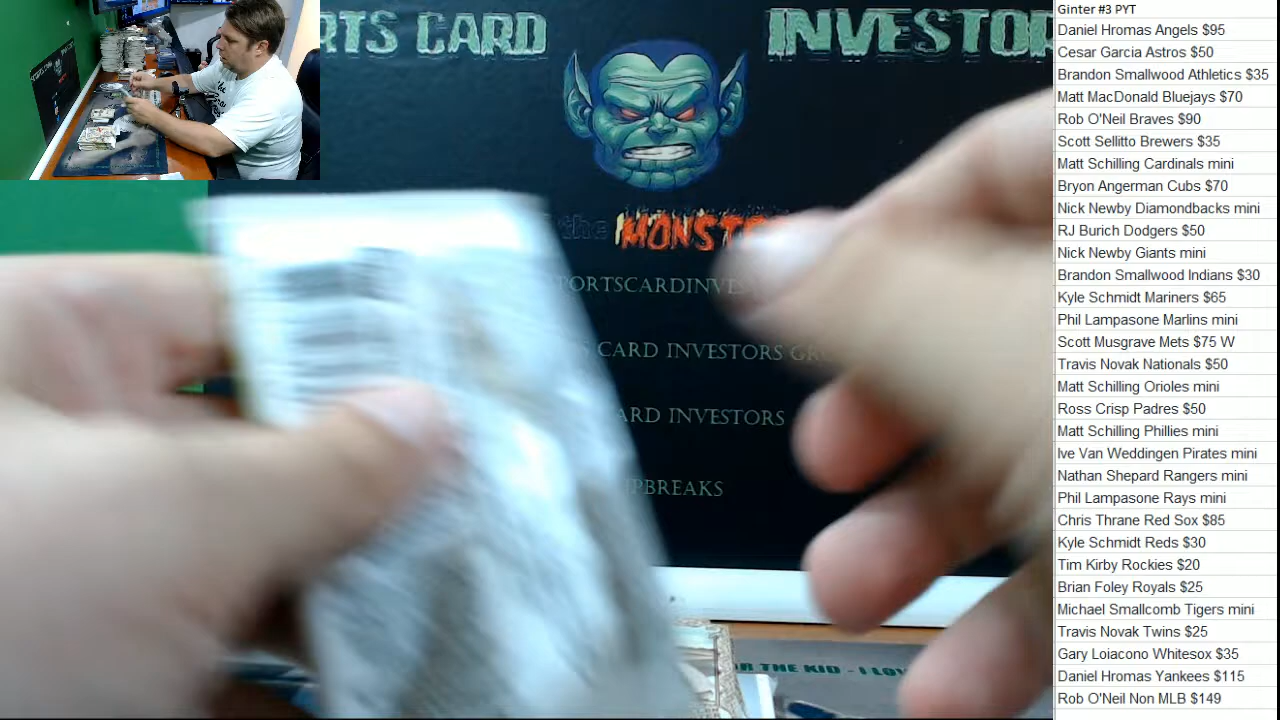 RTS CARD INVESTOR
the MONST
PORTSCARDINVES
S CARD INVESTORS GR
ARD INVESTORS
IPBREAKS
OR THE KID - I LOV
Ginter #3 PYT
Daniel Hromas Angels $95
Cesar Garcia Astros $50
Brandon Smallwood Athletics $35
Matt MacDonald Bluejays $70
Rob O'Neil Braves $90
Scott Sellitto Brewers $35
Matt Schilling Cardinals mini
Bryon Angerman Cubs $70
Nick Newby Diamondbacks mini
RJ Burich Dodgers $50
Nick Newby Giants mini
Brandon Smallwood Indians $30
Kyle Schmidt Mariners $65
Phil Lampasone Marlins mini
Scott Musgrave Mets $75 W
Travis Novak Nationals $50
Matt Schilling Orioles mini
Ross Crisp Padres $50
Matt Schilling Phillies mini
Ive Van Weddingen Pirates mini
Nathan Shepard Rangers mini
Phil Lampasone Rays mini
Chris Thrane Red Sox $85
Kyle Schmidt Reds $30
Tim Kirby Rockies $20
Brian Foley Royals $25
Michael Smallcomb Tigers mini
Travis Novak Twins $25
Gary Loiacono Whitesox $35
Daniel Hromas Yankees $115
Rob O'Neil Non MLB $149